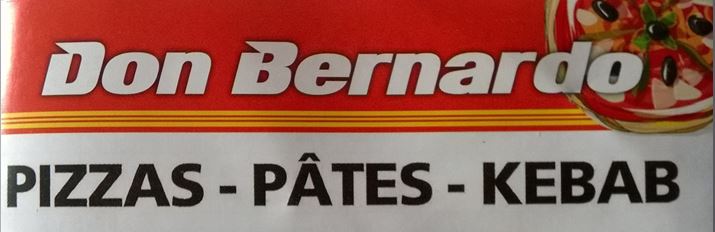 Don Bernardo
PIZZAS - PÂTES - KEBAB